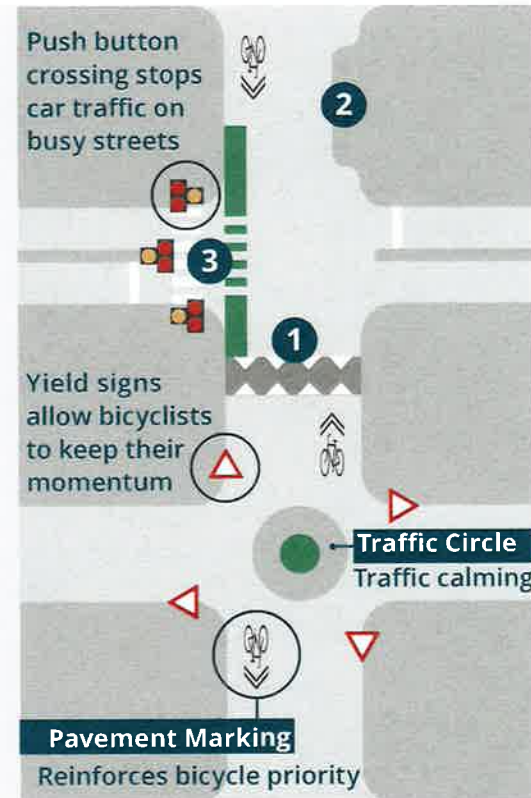 Push button
crossing stops
car traffic on
busy streets
2
3
1
Yield signs
allow bicyclists
to keep their
momentum
Traffic Circle
Traffic calming
Pavement Marking
Reinforces bicycle priority